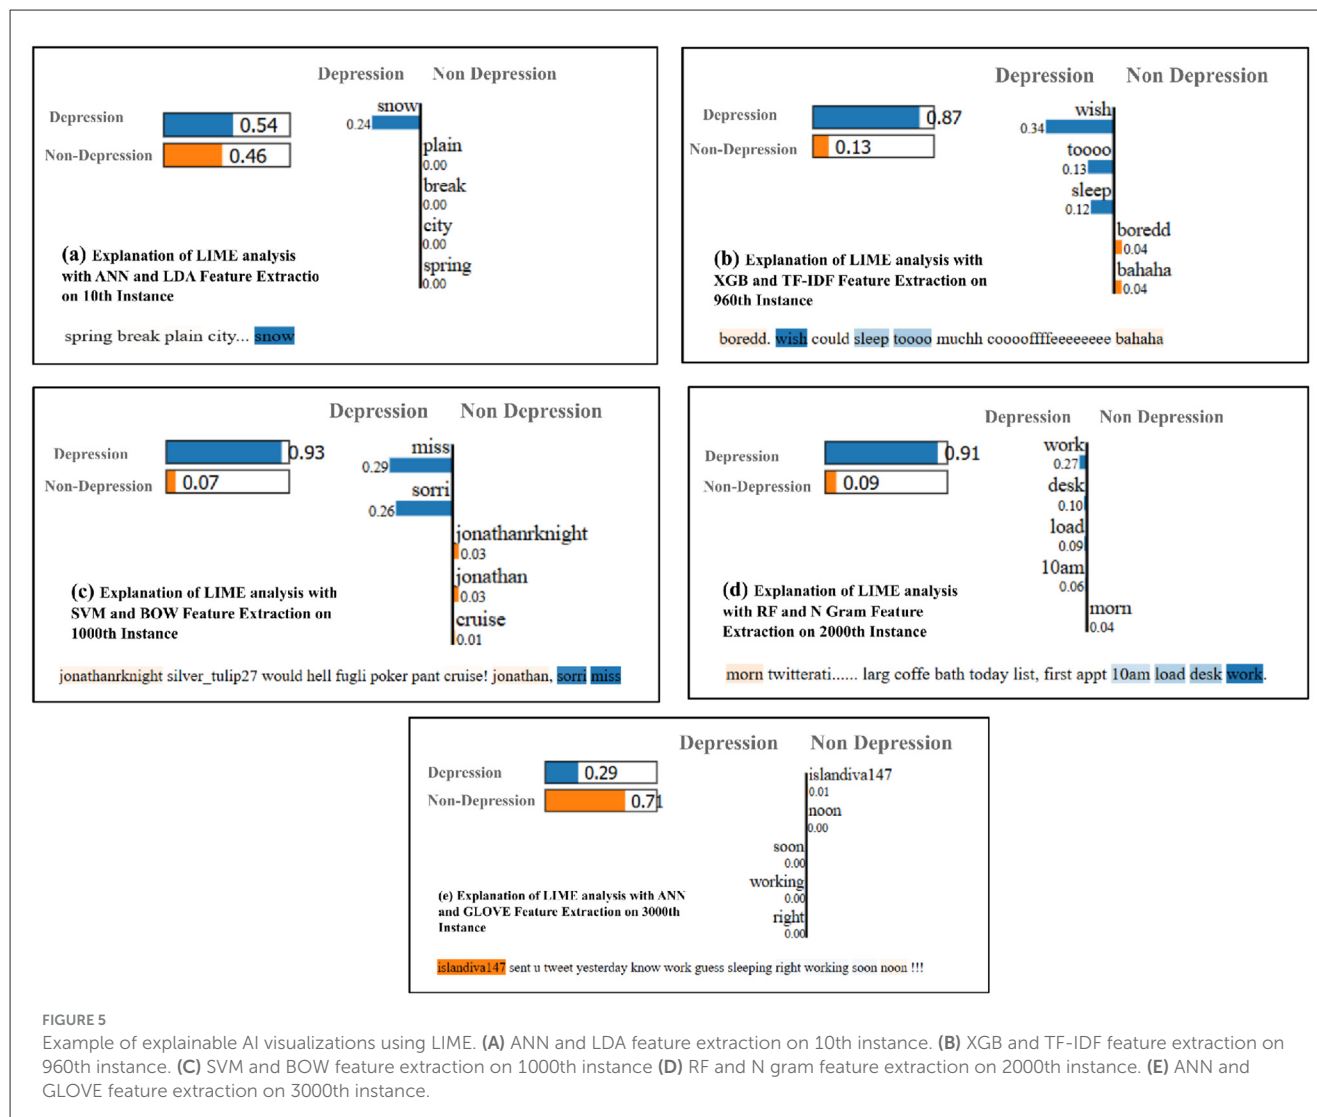 Depression Non Depression
Depression 0.54
Non-Depression 0.46
snow
0.24
plain
0.00
break
0.00
city
0.00
spring
0.00
(a) Explanation of LIME analysis
with ANN and LDA Feature Extractio
on 10th Instance
spring break plain city... snow
Depression Non Depression
Depression 0.87
Non-Depression 0.13
wish
0.34
toooo
0.13
sleep
0.12
boredd
0.04
bahaha
0.04
(b) Explanation of LIME analysis with
XGB and TF-IDF Feature Extraction on
960th Instance
boredd. wish could sleep toooo muchh cooooffffeeeeeeee bahaha
Depression Non Depression
Depression 0.93
Non-Depression 0.07
miss
0.29
sorri
0.26
jonathanrknight
0.03
jonathan
0.03
cruise
0.01
(c) Explanation of LIME analysis with
SVM and BOW Feature Extraction on
1000th Instance
jonathanrknight silver_tulip27 would hell fugli poker pant cruise! jonathan, sorri miss
Depression Non Depression
Depression 0.91
Non-Depression 0.09
work
0.27
desk
0.10
load
0.09
10am
0.06
morn
0.04
(d) Explanation of LIME analysis
with RF and N Gram Feature
Extraction on 2000th Instance
morn twitterati...... larg coffe bath today list, first appt 10am load desk work.
Depression Non Depression
Depression 0.29
Non-Depression 0.71
islandiva147
0.01
noon
0.00
soon
0.00
working
0.00
right
0.00
(e) Explanation of LIME analysis with ANN
and GLOVE Feature Extraction on 3000th
Instance
islandiva147 sent u tweet yesterday know work guess sleeping right working soon noon !!!
FIGURE 5
Example of explainable AI visualizations using LIME. (A) ANN and LDA feature extraction on 10th instance. (B) XGB and TF-IDF feature extraction on
960th instance. (C) SVM and BOW feature extraction on 1000th instance (D) RF and N gram feature extraction on 2000th instance. (E) ANN and
GLOVE feature extraction on 3000th instance.